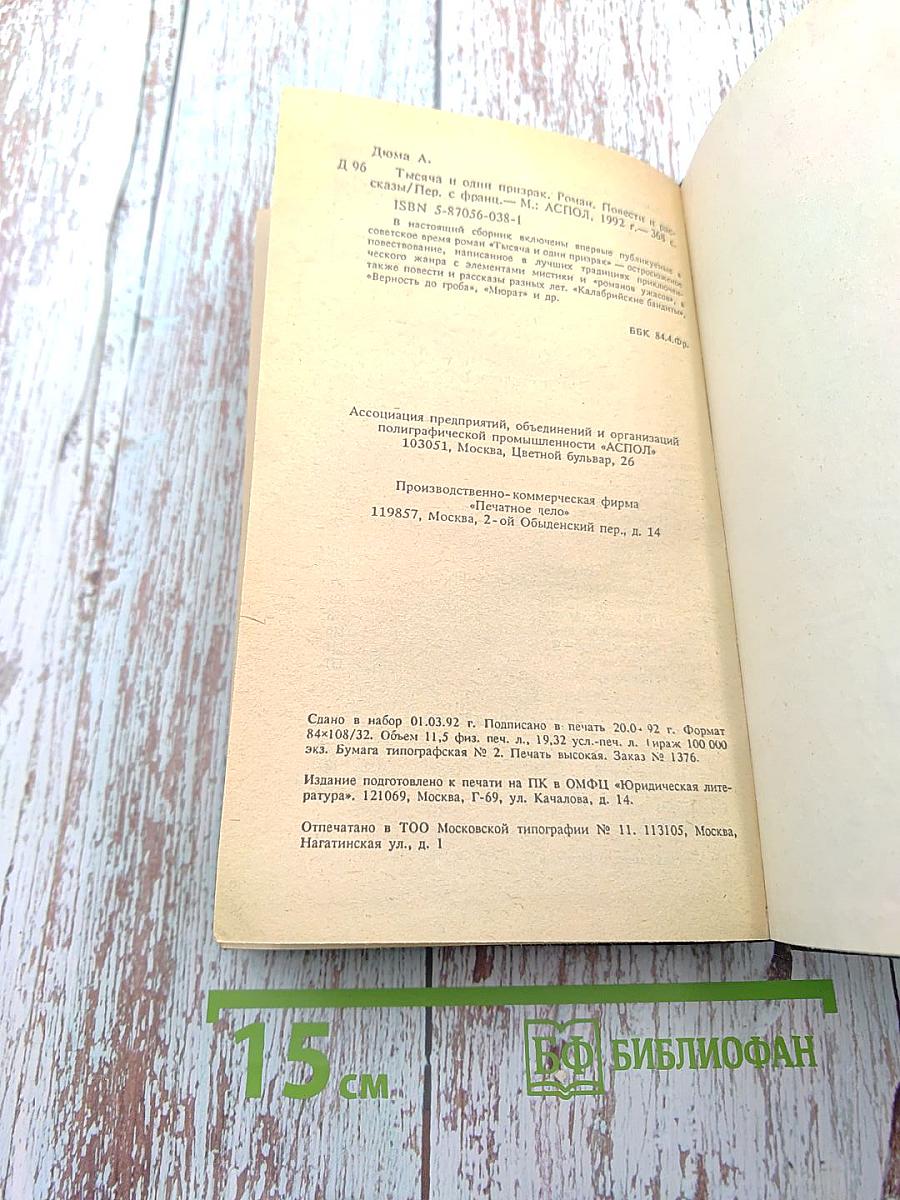 Дюма А.
Д 96
Тысяча и один призрак. Роман. Повести и рас-
сказы/Пер. с франц.— М.: АСПОЛ, 1992 г.— 368 с.
ISBN 5-87056-038-1
В настоящий сборник включены впервые публикуемые в
советское время роман «Тысяча и один призрак» — остросюжетное
повествование, написанное в лучших традициях приключен-
ческого жанра с элементами мистики и «романов ужасов», а
также повести и рассказы разных лет. «Калабрийские бандиты»,
«Верность до гроба», «Мюрат» и др.
ББК 84.4.Фр.
Ассоциация предприятий, объединений и организаций
полиграфической промышленности «АСПОЛ»
103051, Москва, Цветной бульвар, 26
Производственно-коммерческая фирма
«Печатное дело»
119857, Москва, 2-ой Обыденский пер., д. 14
Сдано в набор 01.03.92 г. Подписано в печать 92 г. Формат
84×108/32. Объем 11,5 физ. печ. л., 19,32 усл.-печ. л. Тираж 100 000
экз. Бумага типографская № 2. Печать высокая. Заказ № 1376.
Издание подготовлено к печати на ПК в ОМФЦ «Юридическая лите-
ратура». 121069, Москва, Г-69, ул. Качалова, д. 14.
Отпечатано в ТОО Московской типографии № 11. 113105, Москва,
Нагатинская ул., д. 1
15 см
БФ БИБЛИОФАН